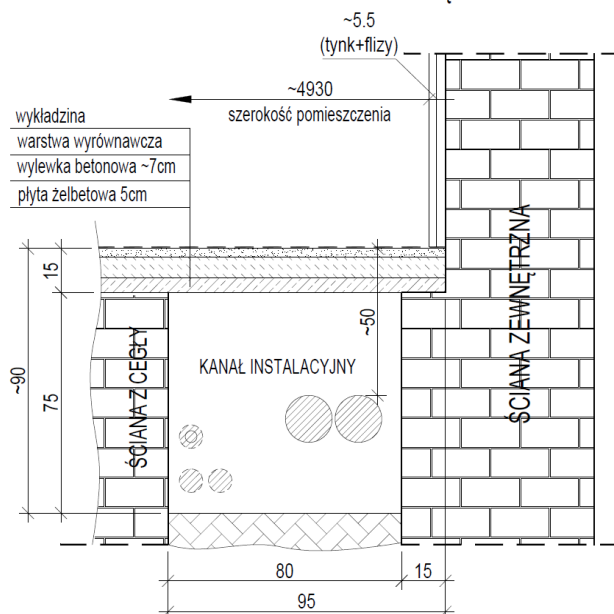 ~5.5
(tynk+flizy)
~4930
szerokość pomieszczenia
wykładzina
warstwa wyrównawcza
wylewka betonowa ~7cm
płyta żelbetowa 5cm
15
~50
~90
75
KANAŁ INSTALACYJNY
ŚCIANA Z CEGŁY
ŚCIANA ZEWNĘTRZNA
80
15
95